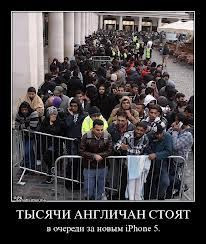 ТЫСЯЧИ АНГЛИЧАН СТОЯТ
в очереди за новым iPhone 5.